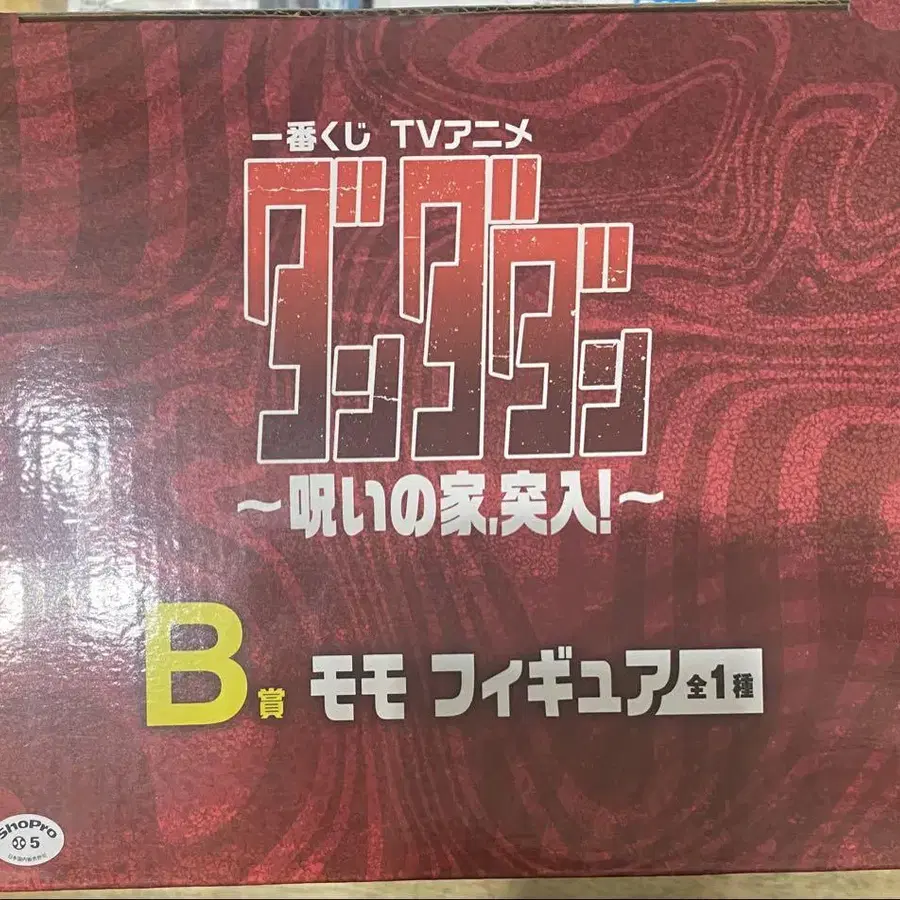 一番くじ TVアニメ
ダンダダン
～呪いの家、突入!～
B賞 モモ フィギュア 全1種
ShoPro
5